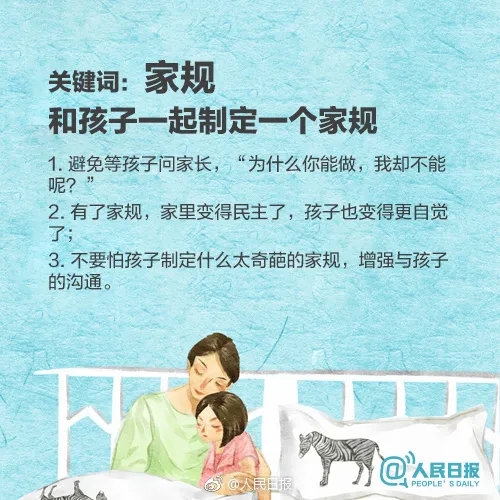 关键词：家规
和孩子一起制定一个家规
1. 避免等孩子问家长，“为什么你能做，我却不能
呢？”
2. 有了家规，家里变得民主了，孩子也变得更自觉
了；
3. 不要怕孩子制定什么太奇葩的家规，增强与孩子
的沟通。
@人民日报
PEOPLE'S DAILY
@人民日报